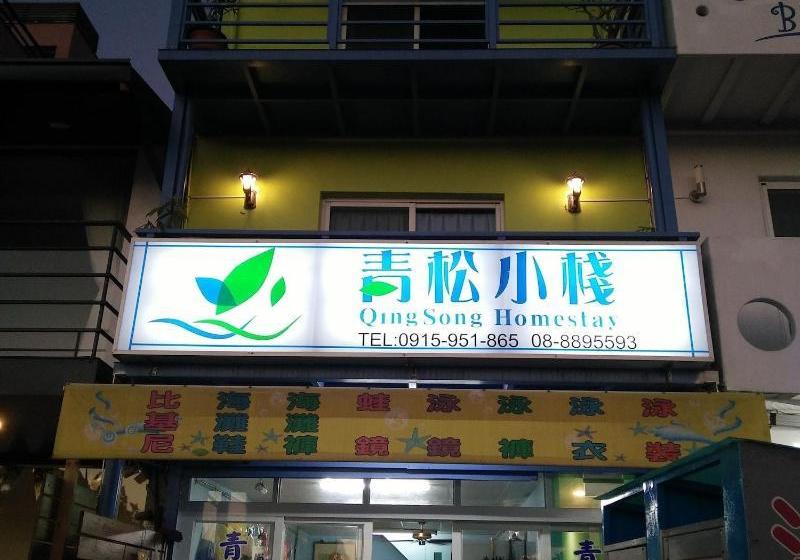 青松小棧
QingSong Homestay
TEL:0915-951-865 08-8895593
比基尼 海灘鞋 海灘褲 蛙鏡 泳鏡 泳褲 泳衣 泳裝
青
B